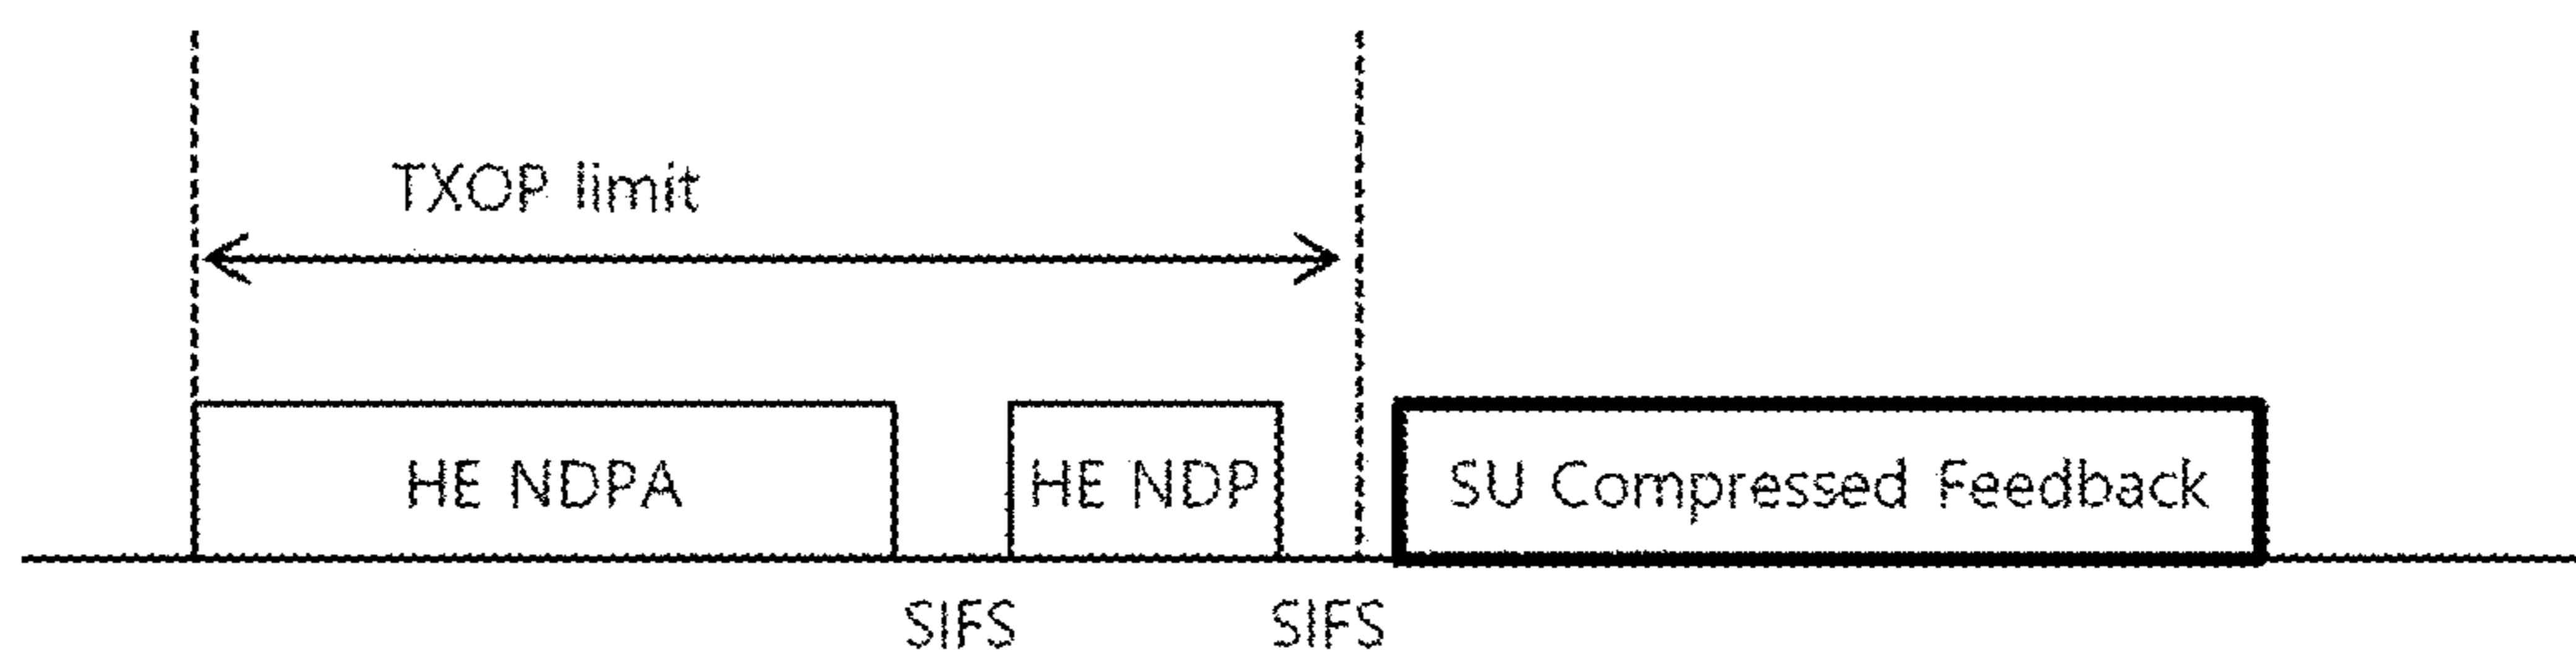 TXOP limit
HE NDPA
HE NDP
SU Compressed Feedback
SIFS
SIFS